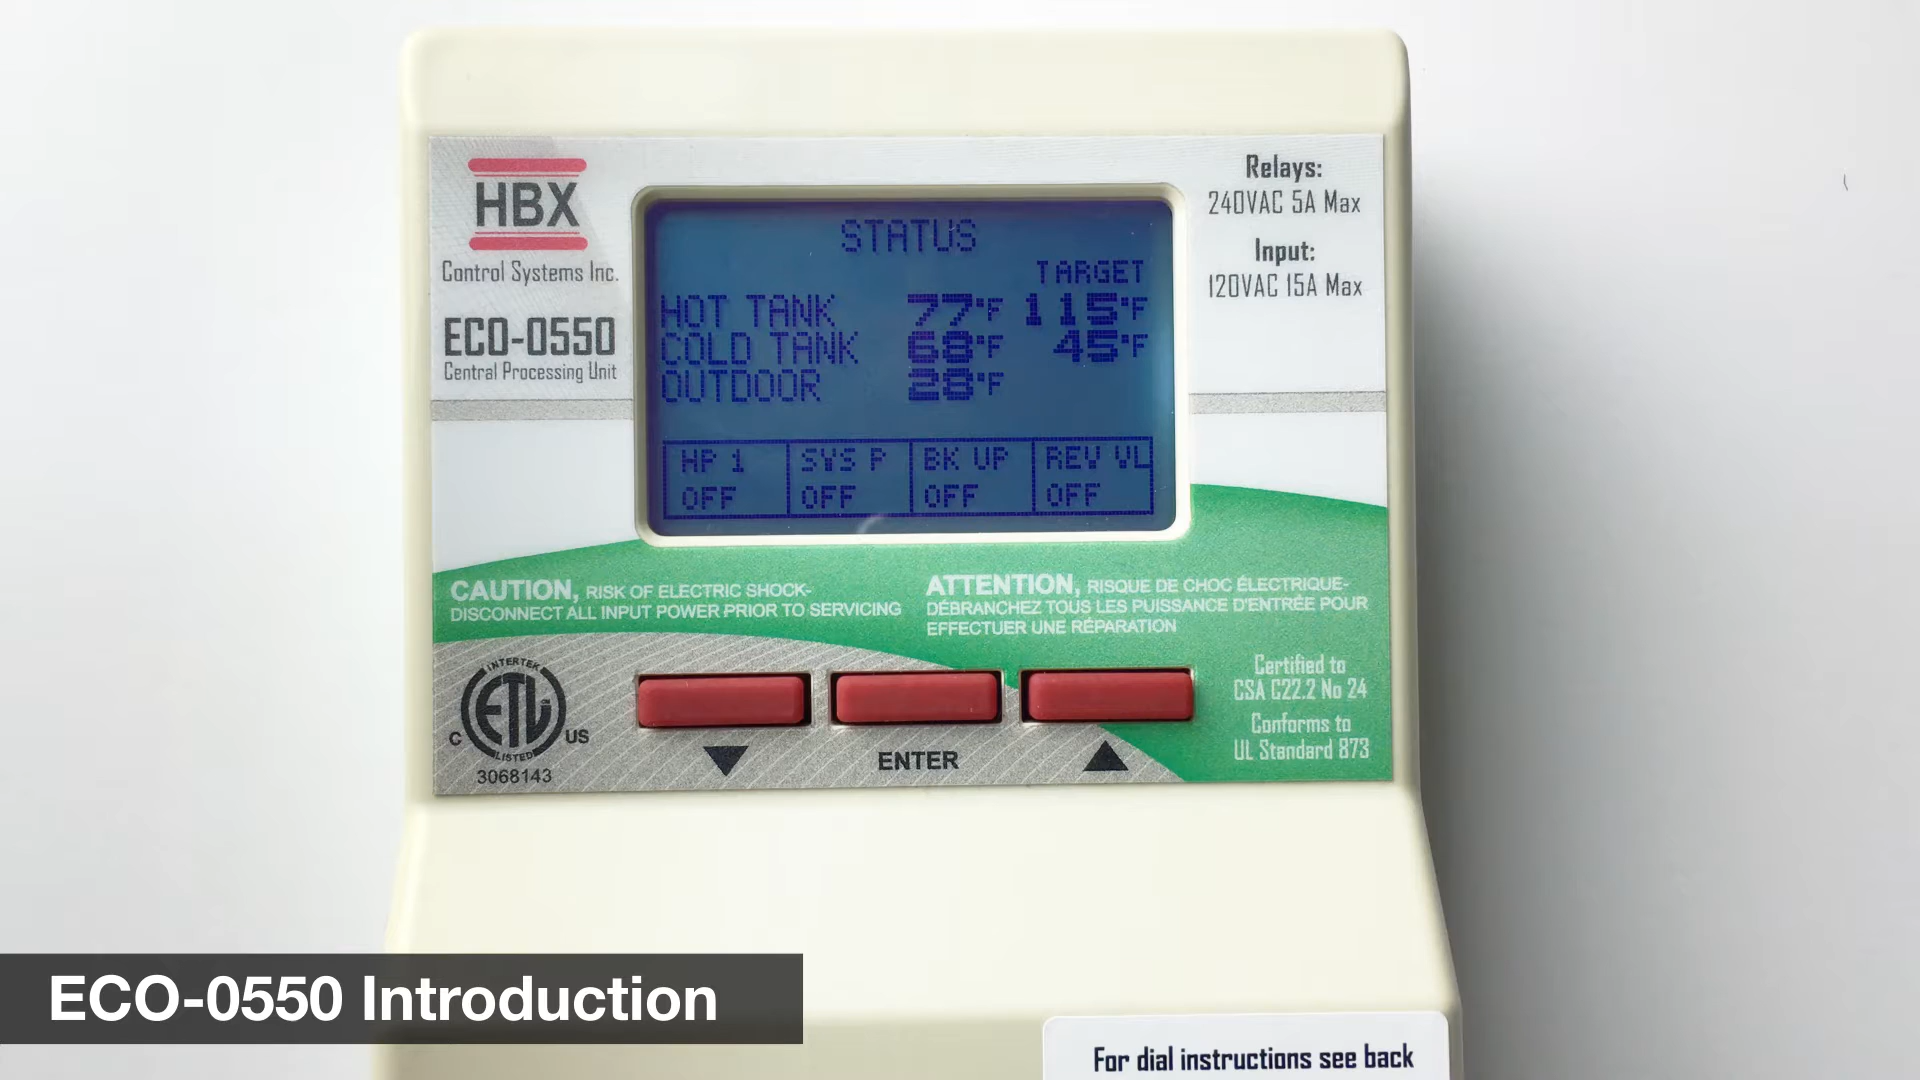 HBX
Control Systems Inc.
ECO-0550
Central Processing Unit
STATUS
TARGET
HOT TANK 77°F 115°F
COLD TANK 68°F 45°F
OUTDOOR 28°F
HP 1 SYS P BK UP REV VL
OFF OFF OFF OFF
Relays:
240VAC 5A Max
Input:
120VAC 15A Max
CAUTION, RISK OF ELECTRIC SHOCK-
DISCONNECT ALL INPUT POWER PRIOR TO SERVICING
ATTENTION, RISQUE DE CHOC ÉLECTRIQUE-
DÉBRANCHEZ TOUS LES PUISSANCE D'ENTRÉE POUR
EFFECTUER UNE RÉPARATION
INTERTEK
C ETL US
LISTED
3068143
▼ ENTER ▲
Certified to
CSA C22.2 No 24
Conforms to
UL Standard 873
ECO-0550 Introduction
For dial instructions see back